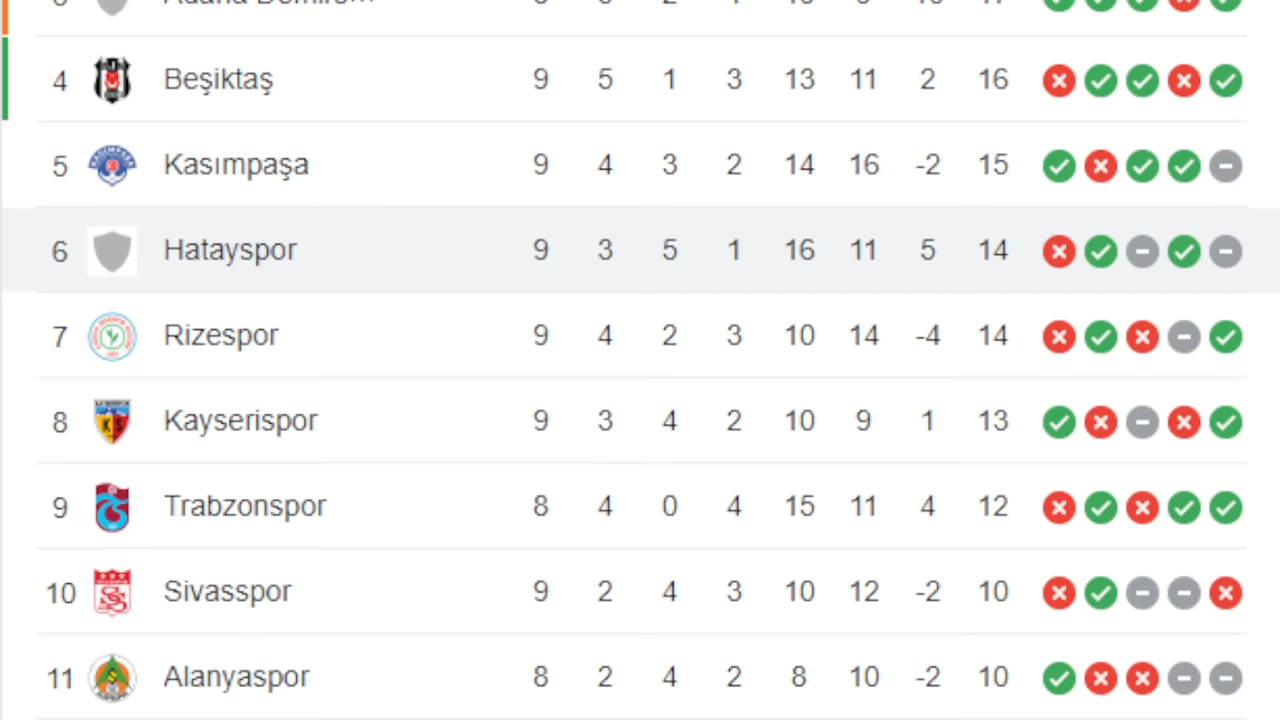 4 Beşiktaş 9 5 1 3 13 11 2 16
5 Kasımpaşa 9 4 3 2 14 16 -2 15
6 Hatayspor 9 3 5 1 16 11 5 14
7 Rizespor 9 4 2 3 10 14 -4 14
8 Kayserispor 9 3 4 2 10 9 1 13
9 Trabzonspor 8 4 0 4 15 11 4 12
10 Sivasspor 9 2 4 3 10 12 -2 10
11 Alanyaspor 8 2 4 2 8 10 -2 10